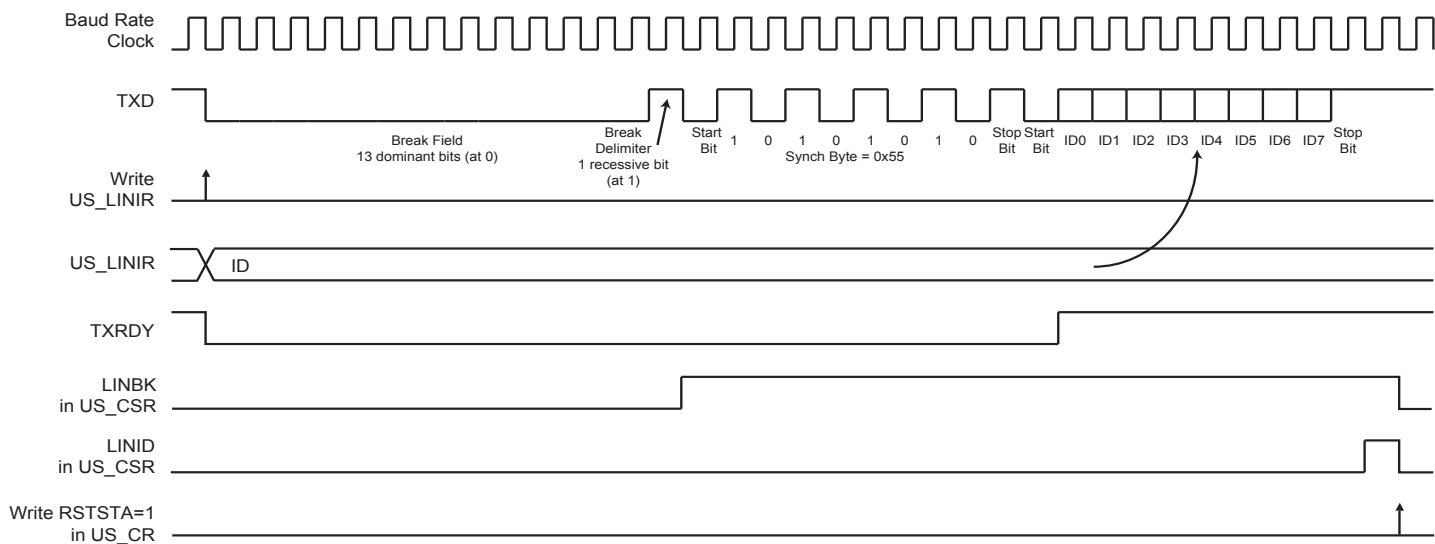 Baud Rate
Clock
TXD
Break Field
13 dominant bits (at 0)
Break
Delimiter
1 recessive bit
(at 1)
Start
Bit
1
0
1
0
1
0
1
0
Synch Byte = 0x55
Stop
Bit
Start
Bit
ID0
ID1
ID2
ID3
ID4
ID5
ID6
ID7
Stop
Bit
Write
US_LINIR
US_LINIR
ID
TXRDY
LINBK
in US_CSR
LINID
in US_CSR
Write RSTSTA=1
in US_CR